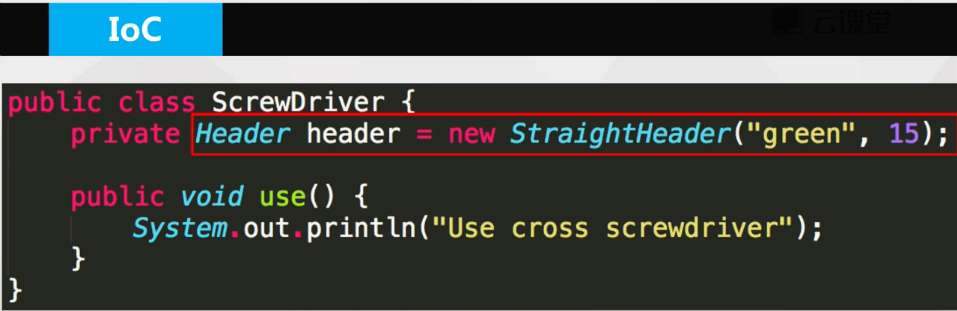 IoC
云课堂
public class ScrewDriver {
    private Header header = new StraightHeader("green", 15);
    public void use() {
        System.out.println("Use cross screwdriver");
    }
}